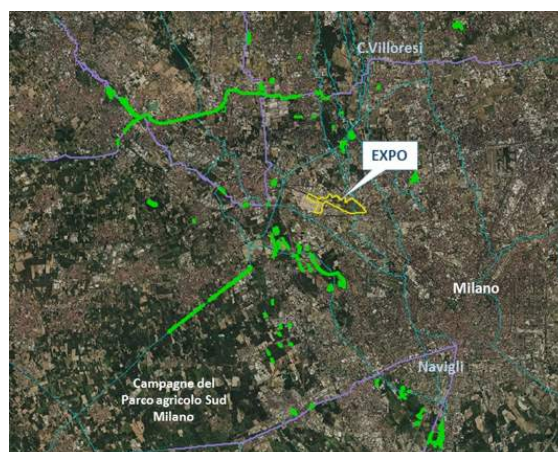 C.Villoresi
EXPO
Milano
Navigli
Campagne del
Parco agricolo Sud
Milano